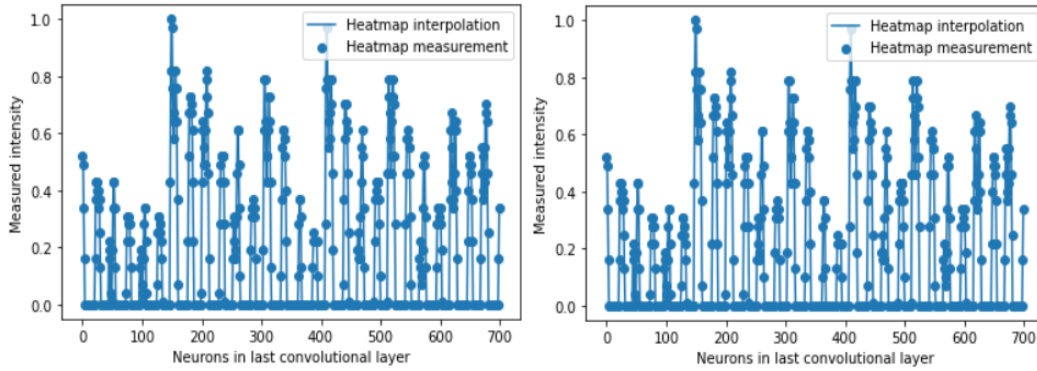 Heatmap interpolation
Heatmap measurement
1.0
0.8
0.6
0.4
0.2
0.0
Measured intensity
0 100 200 300 400 500 600 700
Neurons in last convolutional layer
Heatmap interpolation
Heatmap measurement
1.0
0.8
0.6
0.4
0.2
0.0
Measured intensity
0 100 200 300 400 500 600 700
Neurons in last convolutional layer